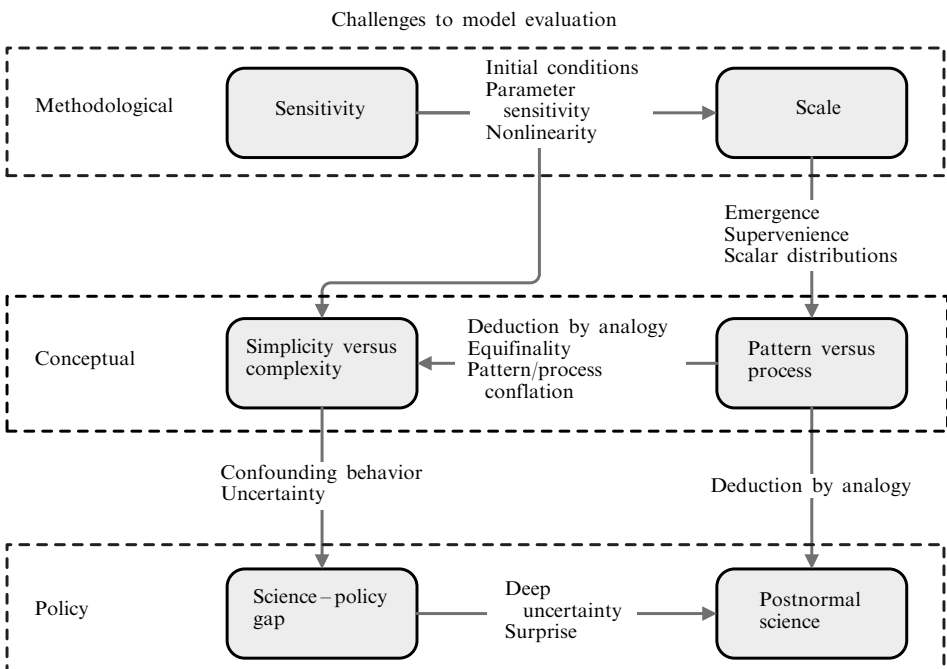 Challenges to model evaluation
Methodological
Sensitivity
Initial conditions
Parameter
sensitivity
Nonlinearity
Scale
Emergence
Supervenience
Scalar distributions
Conceptual
Simplicity versus
complexity
Deduction by analogy
Equifinality
Pattern/process
conflation
Pattern versus
process
Confounding behavior
Uncertainty
Deduction by analogy
Policy
Science–policy
gap
Deep
uncertainty
Surprise
Postnormal
science